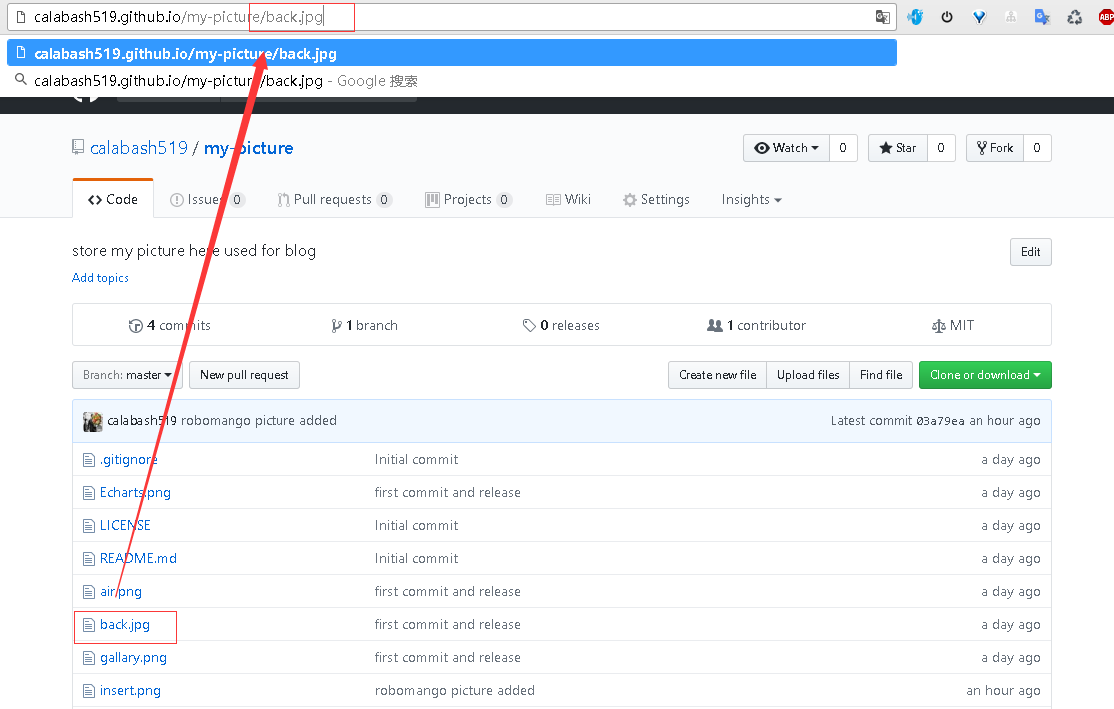 calabash519.github.io/my-picture/back.jpg
calabash519.github.io/my-picture/back.jpg
calabash519.github.io/my-picture/back.jpg - Google 搜索
ABP
calabash519 / my-picture
Watch 0 Star 0 Fork 0
Code Issues 0 Pull requests 0 Projects 0 Wiki Settings Insights
store my picture here used for blog
Edit
Add topics
4 commits 1 branch 0 releases 1 contributor MIT
Branch: master New pull request Create new file Upload files Find file Clone or download
calabash519 robomango picture added Latest commit 03a79ea an hour ago
.gitignore Initial commit a day ago
Echarts.png first commit and release a day ago
LICENSE Initial commit a day ago
README.md Initial commit a day ago
air.png first commit and release a day ago
back.jpg first commit and release a day ago
gallary.png first commit and release a day ago
insert.png robomango picture added an hour ago